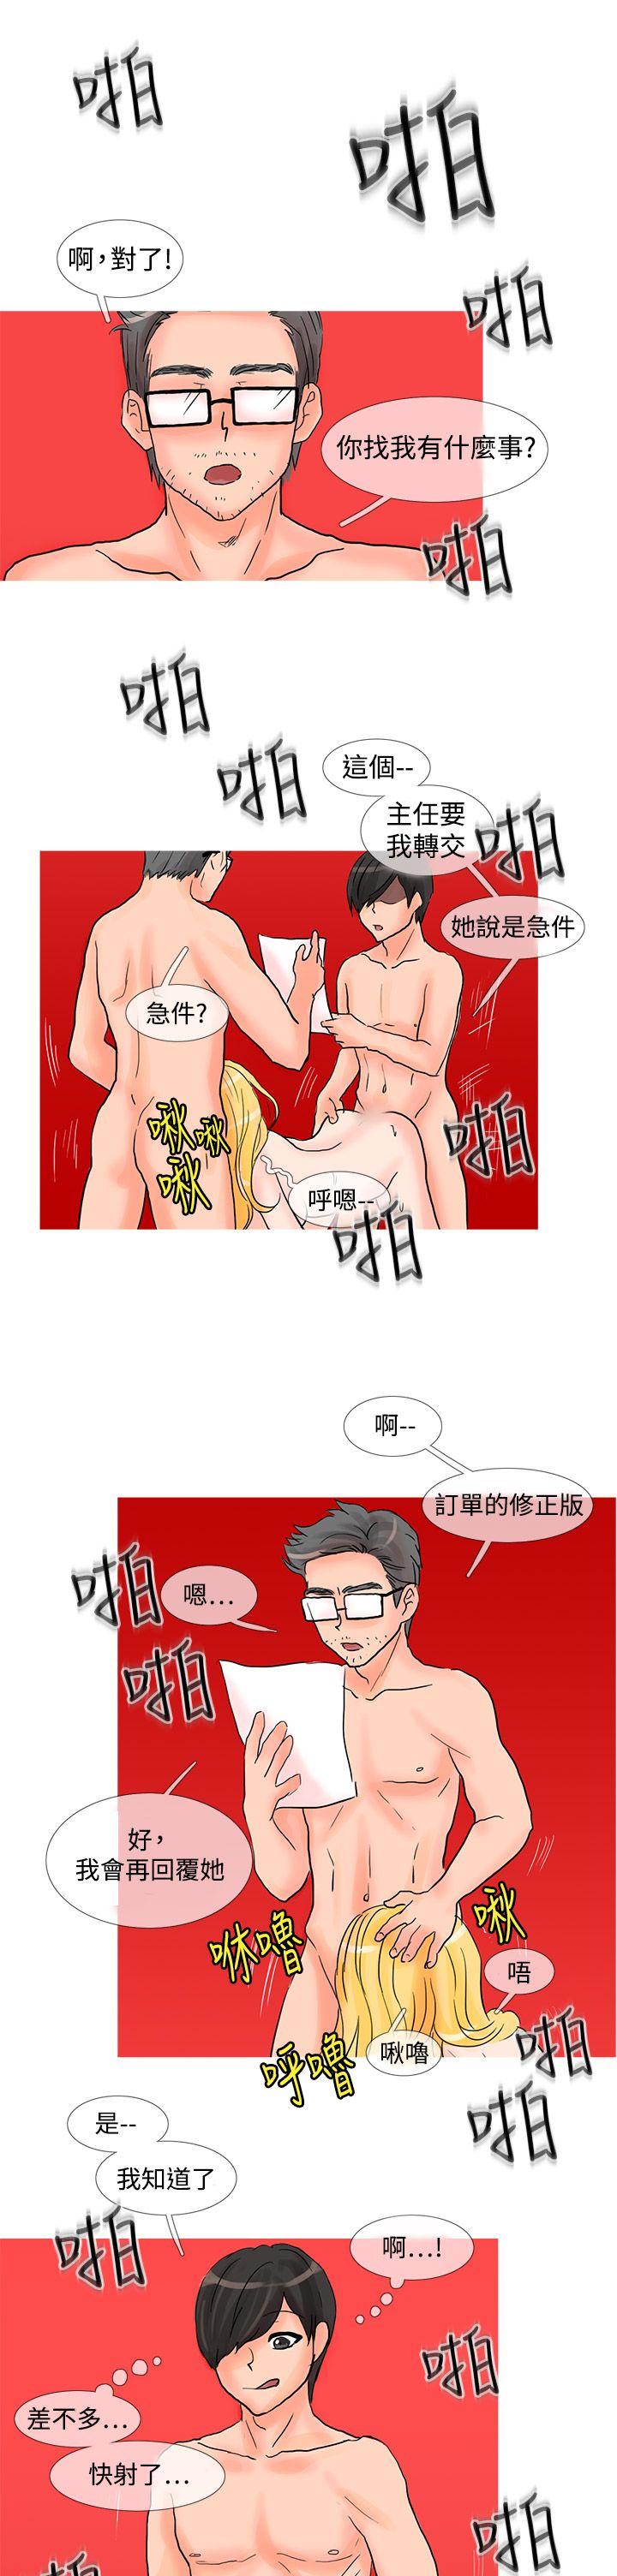 啪
啪
啊,對了!
啪
你找我有什麼事?
啪
啪
啪
這個--
主任要
我轉交
啪
她說是急件
急件?
啾
啾
啾
啪
呼嗯--
啪
啊--
訂單的修正版
啪
嗯...
啪
好,
我會再回覆她
啾
咻嚕
唔
啾嚕
呼嚕
啪
啪
是--
我知道了
啪
啊...!
啪
差不多...
快射了...
啪